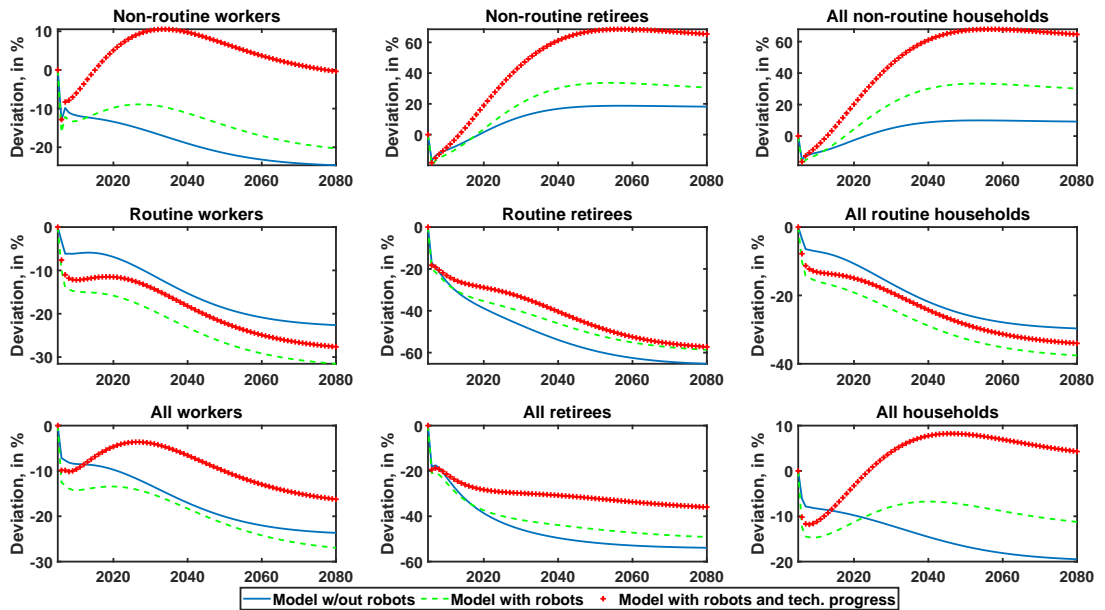 Non-routine workers
Non-routine retirees
All non-routine households
Deviation, in %
10
0
-10
-20
2020 2040 2060 2080
60
40
20
0
2020 2040 2060 2080
60
40
20
0
2020 2040 2060 2080
Routine workers
Routine retirees
All routine households
Deviation, in %
0
-10
-20
-30
2020 2040 2060 2080
Deviation, in %
0
-20
-40
-60
2020 2040 2060 2080
Deviation, in %
0
-20
-40
2020 2040 2060 2080
All workers
All retirees
All households
Deviation, in %
0
-10
-20
-30
2020 2040 2060 2080
Deviation, in %
0
-20
-40
-60
2020 2040 2060 2080
Deviation, in %
10
0
-10
-20
2020 2040 2060 2080
Model w/out robots Model with robots Model with robots and tech. progress